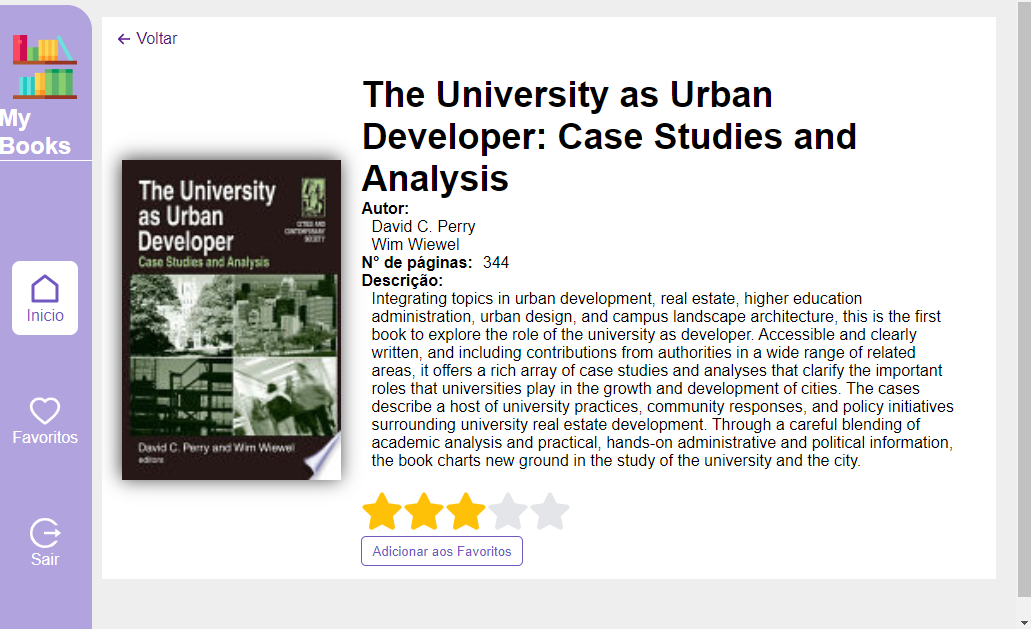 My
Books
Inicio
Favoritos
Sair
← Voltar
The University
as Urban
Developer
Case Studies and Analysis
CITIES AND
CONTEMPORARY
SOCIETY
David C. Perry and Wim Wiewel
editors
The University as Urban
Developer: Case Studies and
Analysis
Autor:
David C. Perry
Wim Wiewel
N° de páginas: 344
Descrição:
Integrating topics in urban development, real estate, higher education
administration, urban design, and campus landscape architecture, this is the first
book to explore the role of the university as developer. Accessible and clearly
written, and including contributions from authorities in a wide range of related
areas, it offers a rich array of case studies and analyses that clarify the important
roles that universities play in the growth and development of cities. The cases
describe a host of university practices, community responses, and policy initiatives
surrounding university real estate development. Through a careful blending of
academic analysis and practical, hands-on administrative and political information,
the book charts new ground in the study of the university and the city.
Adicionar aos Favoritos